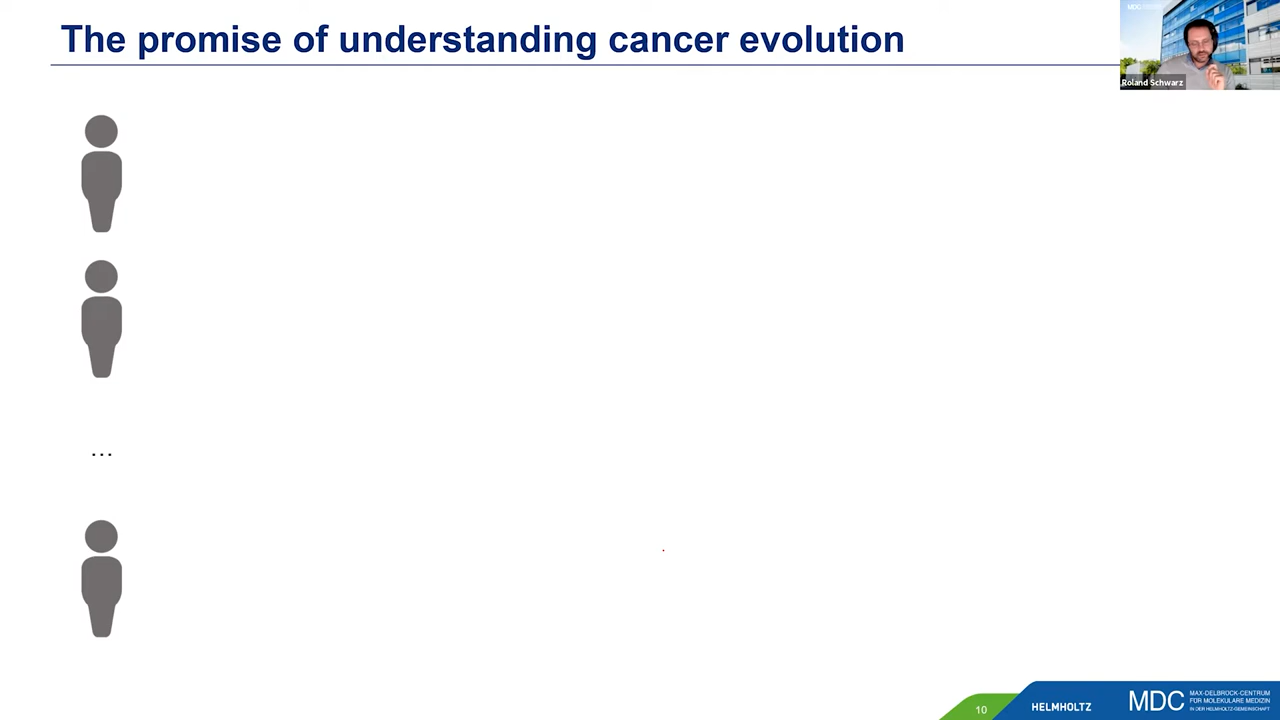 The promise of understanding cancer evolution
MDC
Roland Schwarz
...
10
HELMHOLTZ
MDC
MAX-DELBRÜCK-CENTRUM
FÜR MOLEKULARE MEDIZIN
IN DER HELMHOLTZ-GEMEINSCHAFT